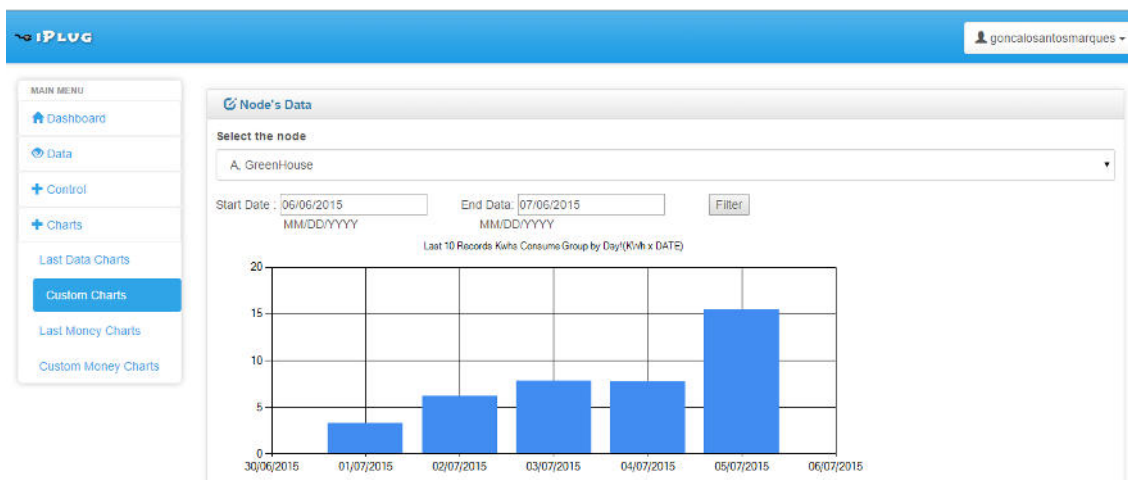 iPLUG
goncalosantosmarques
MAIN MENU
Dashboard
Data
Control
Charts
Last Data Charts
Custom Charts
Last Money Charts
Custom Money Charts
Node's Data
Select the node
A, GreenHouse
Start Date : 06/06/2015 End Data: 07/06/2015 Filter
MM/DD/YYYY MM/DD/YYYY
Last 10 Records Kwhs Consume Group by Day!(KWh x DATE)
20
15
10
5
0
30/06/2015 01/07/2015 02/07/2015 03/07/2015 04/07/2015 05/07/2015 06/07/2015